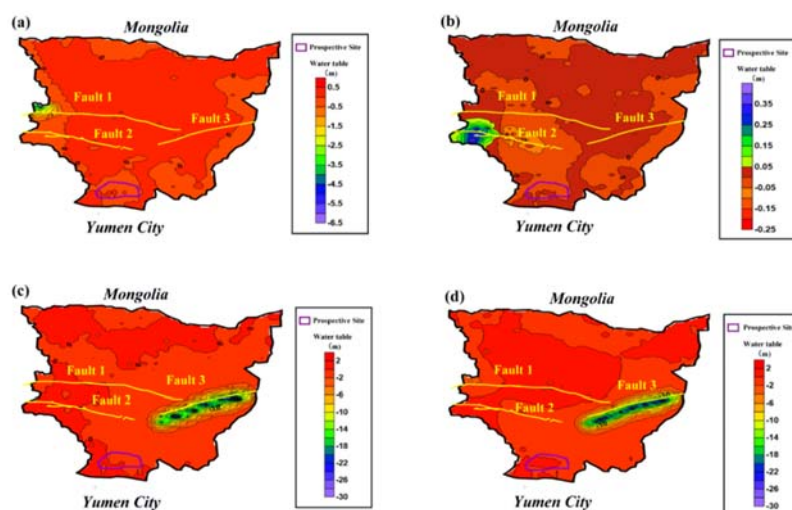 (a)
Mongolia
Prospective Site
Water table
(m)
0.5
-0.5
-1.5
-2.5
-3.5
-4.5
-5.5
-6.5
Fault 1
Fault 2
Fault 3
Yumen City
(b)
Mongolia
Prospective Site
Water table
(m)
0.35
0.25
0.15
0.05
-0.05
-0.15
-0.25
Fault 1
Fault 2
Fault 3
Yumen City
(c)
Mongolia
Prospective Site
Water table
(m)
2
-2
-6
-10
-14
-18
-22
-26
-30
Fault 1
Fault 2
Fault 3
Yumen City
(d)
Mongolia
Prospective Site
Water table
(m)
2
-2
-6
-10
-14
-18
-22
-26
-30
Fault 1
Fault 2
Fault 3
Yumen City